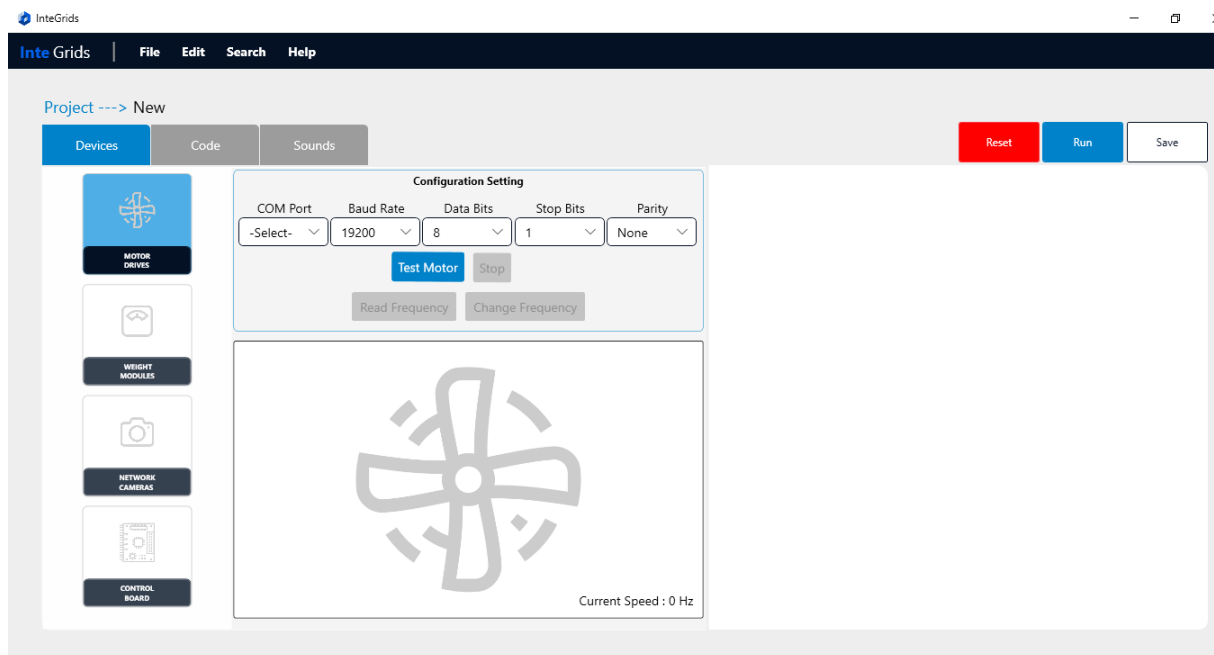 InteGrids
Inte Grids | File Edit Search Help
Project ---> New
Devices Code Sounds Reset Run Save
Configuration Setting
COM Port Baud Rate Data Bits Stop Bits Parity
-Select- 19200 8 1 None
Test Motor Stop
Read Frequency Change Frequency
MOTOR
DRIVES
WEIGHT
MODULES
NETWORK
CAMERAS
CONTROL
BOARD
Current Speed : 0 Hz